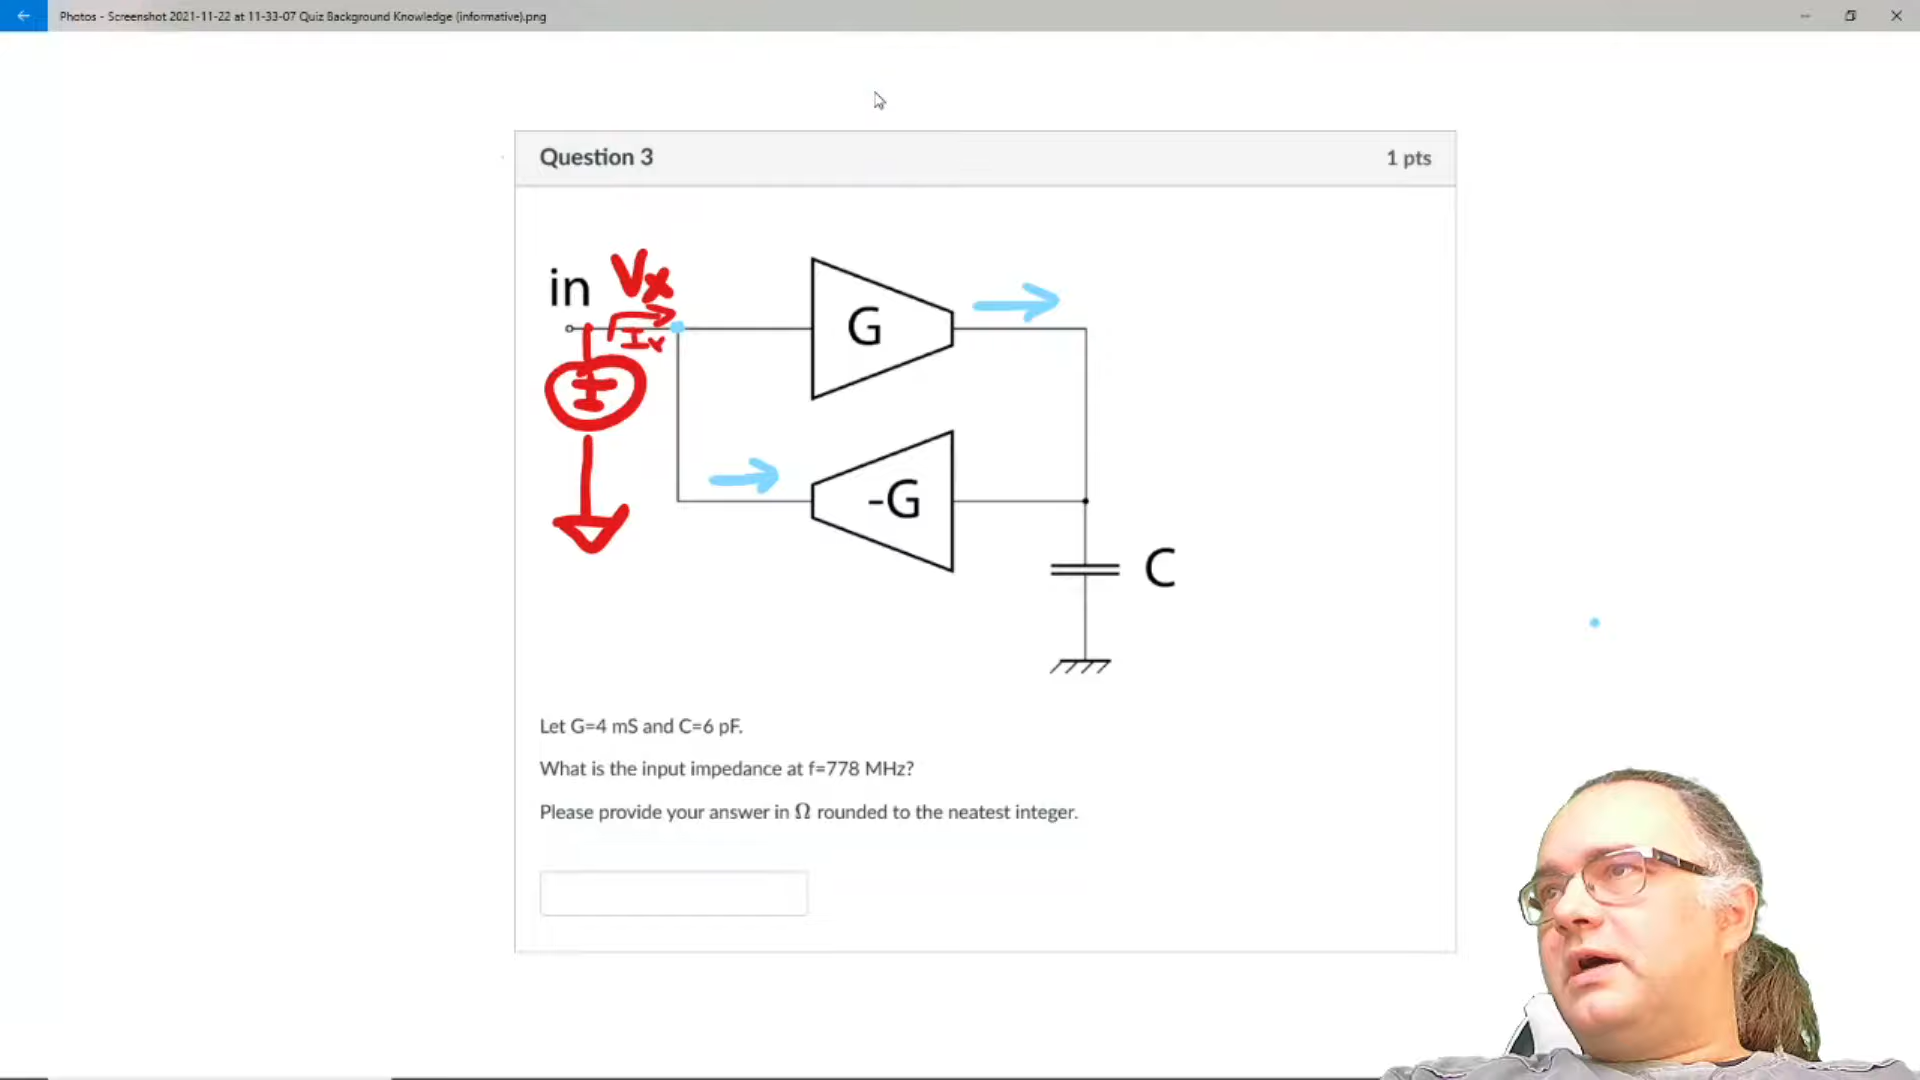 Photos - Screenshot 2021-11-22 at 11-33-07 Quiz Background Knowledge (informative).png
Question 3
1 pts
in
Vx
Ix
I
G
-G
C
Let G=4 mS and C=6 pF.
What is the input impedance at f=778 MHz?
Please provide your answer in Ω rounded to the neatest integer.